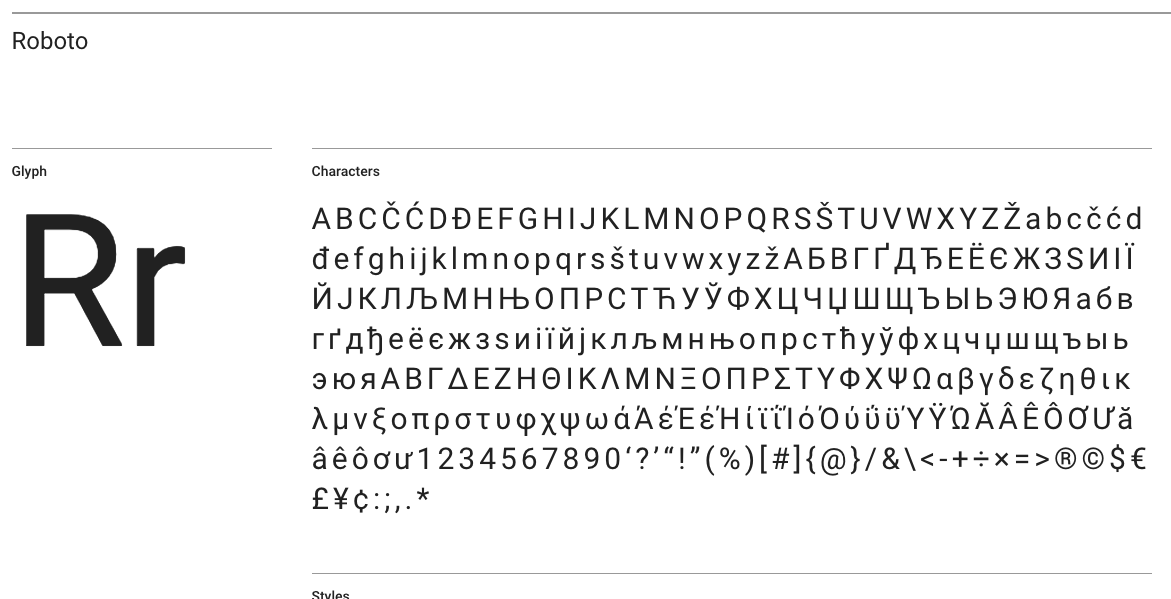 Roboto
Glyph
Rr
Characters
ABCČĆDĐEFGHIJKLMNOPQRSŠTUVWXYZŽabcčćd
đefghijklmnopqrsštuvwxyzžАБВГҐДЂЕЁЄЖЗЅИІЇ
ЙЈКЛЉМНЊОПРСТЋУЎФХЦЧЏШЩЪЫЬЭЮЯабв
гґдђеёєжзѕиіїйјклљмнњопрстћуўфхцчџшщъыь
эюяΑΒΓΔΕΖΗΘΙΚΛΜΝΞΟΠΡΣΤΥΦΧΨΩαβγδεζηθικ
λμνξοπρστυφχψωάΆέΈέΉίϊΐΊόΌύΰϋΎΫΏĂÂÊÔƠƯă
âêôơư1234567890‘?’“!”(%)[#]{@}/&\<-+÷×=>®©$€
£¥¢:;,.*
Styles